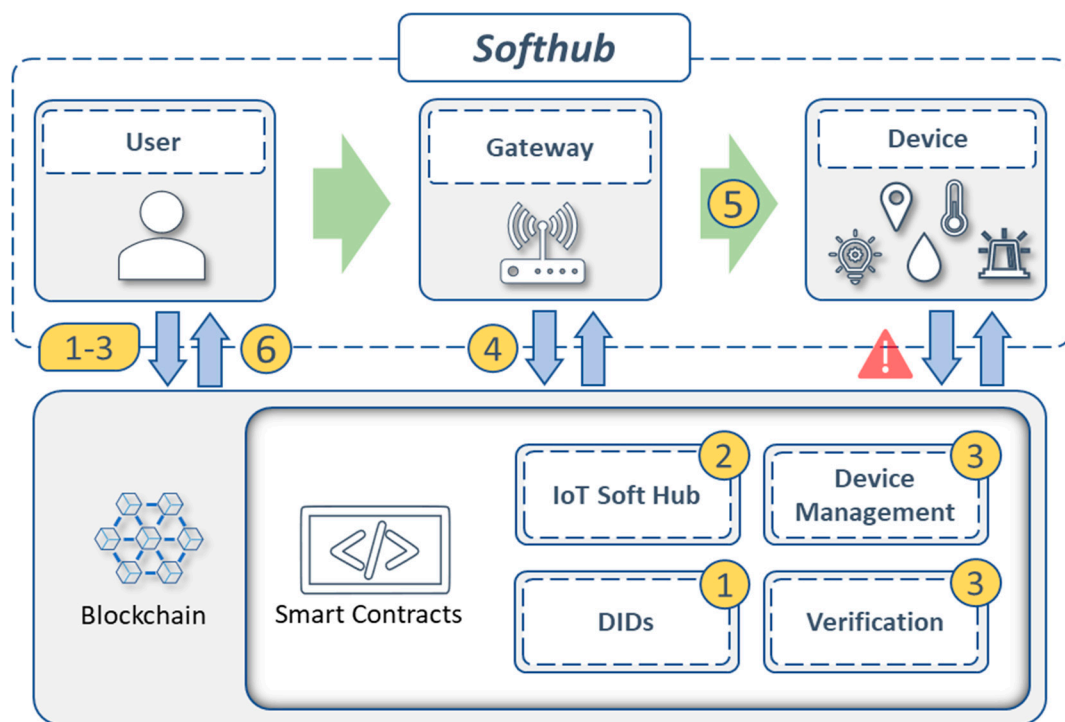 Softhub
User
Gateway
Device
5
1-3
6
4
!
IoT Soft Hub
2
Device
Management
3
</>
Blockchain
Smart Contracts
DIDs
1
Verification
3